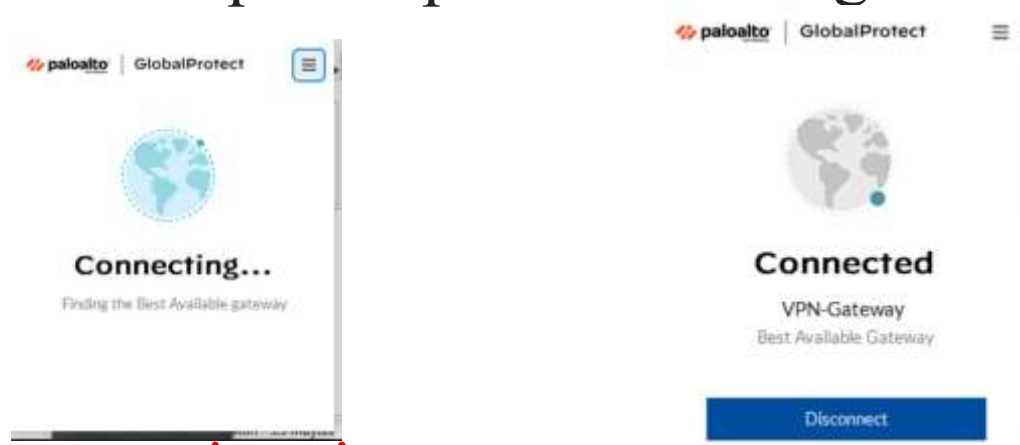 paloalto | GlobalProtect
Connecting...
Finding the Best Available gateway
paloalto | GlobalProtect
Connected
VPN-Gateway
Best Available Gateway
Disconnect